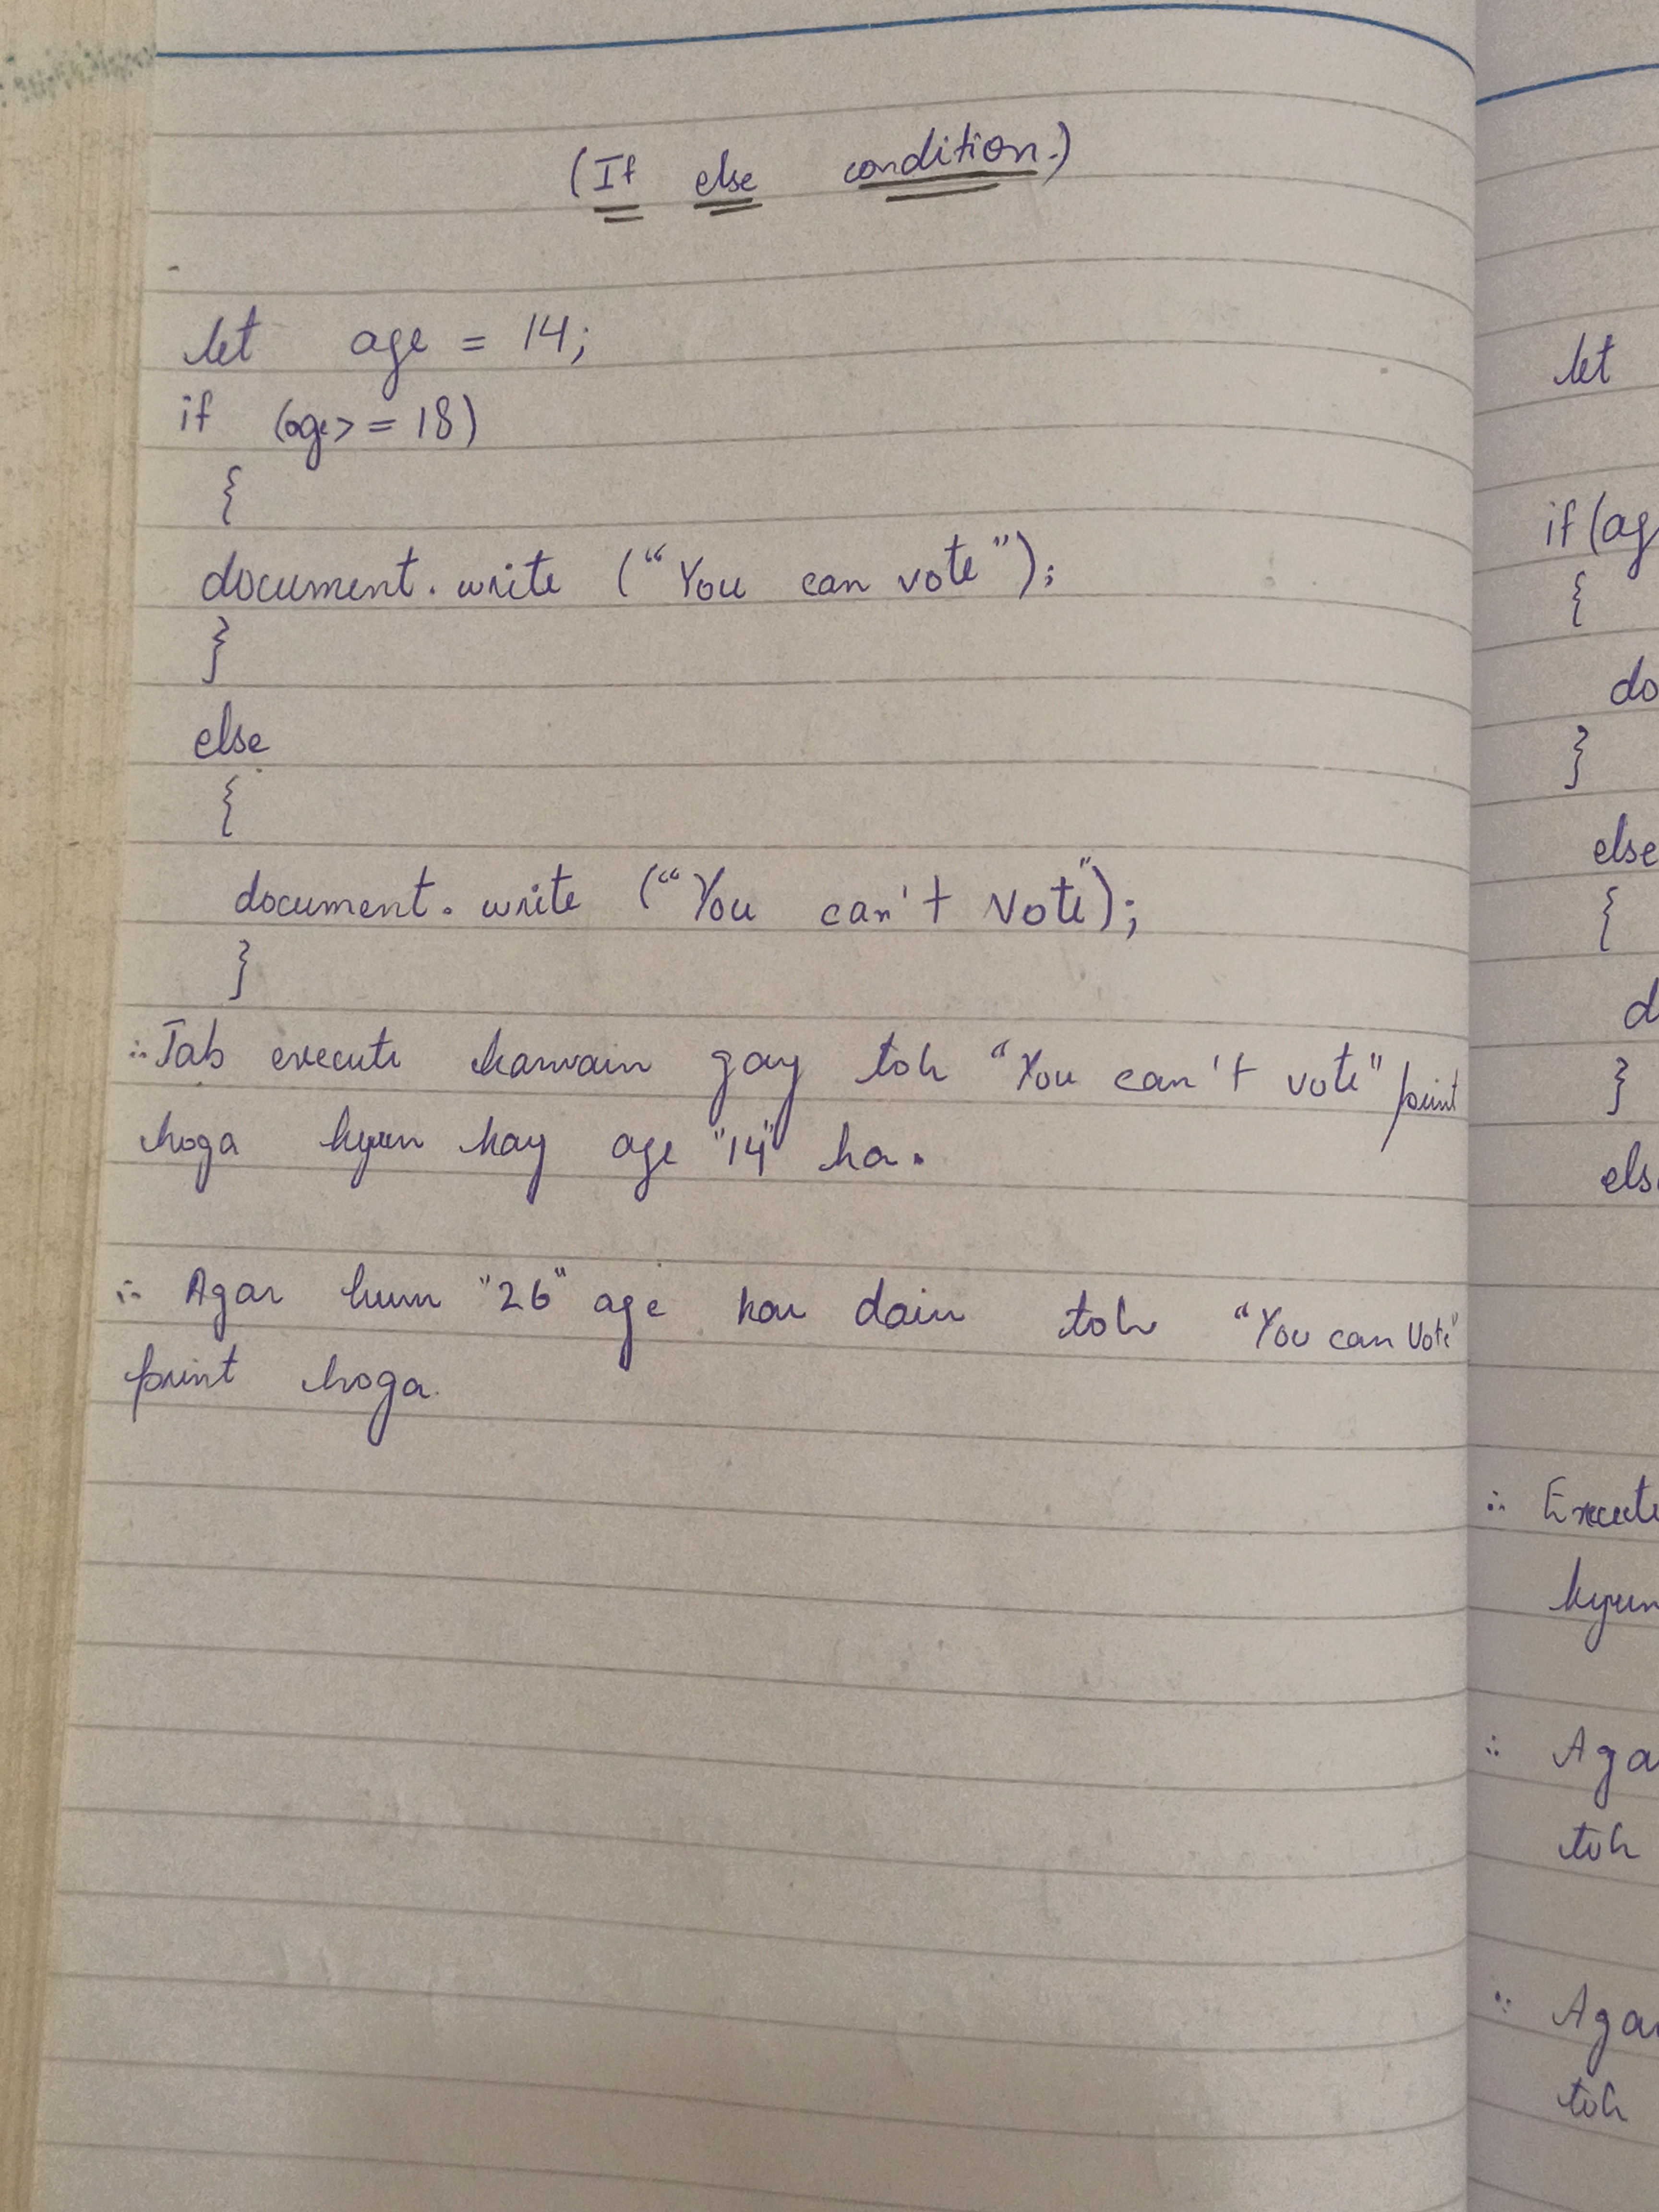 (If else condition.)
let age = 14;
if (age>=18)
{
document.write ("You can vote");
}
else
{
document.write ("You can't Vote");
}
∴ Jab execute karwain gay toh "You can't vote" print
hoga kyun kay age "14" ha.
∴ Agar hum "26" age kar dain toh "You can Vote"
print hoga.
let
if (ag
{
do
}
else
{
d
}
els
∴ Execute
kyun
∴ Aga
toh
∴ Aga
toh